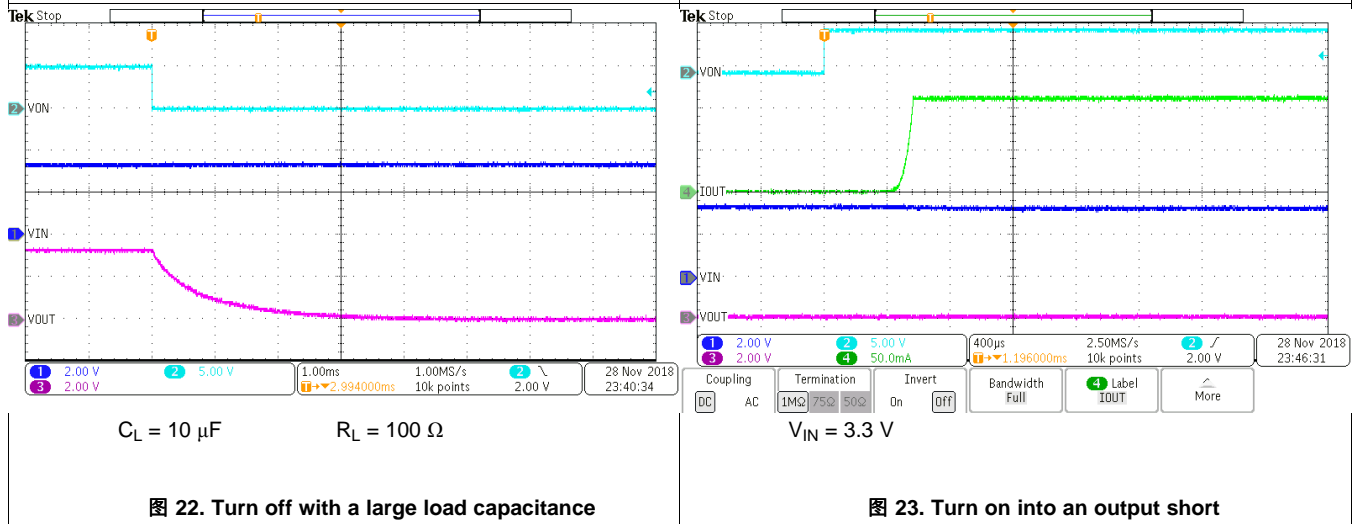 Tek Stop
T
T
2 VON
1 VIN
3 VOUT
1 2.00 V 2 5.00 V
3 2.00 V
1.00ms 1.00MS/s 2 \
T→▼2.994000ms 10k points 2.00 V
28 Nov 2018
23:40:34
C_L = 10 μF R_L = 100 Ω
图 22. Turn off with a large load capacitance
Tek Stop
T
T
2 VON
4 IOUT
1 VIN
3 VOUT
1 2.00 V 2 5.00 V
3 2.00 V 4 50.0mA
400μs 2.50MS/s 2 /
T→▼1.196000ms 10k points 2.00 V
28 Nov 2018
23:46:31
Coupling
DC AC
Termination
1MΩ 75Ω 50Ω
Invert
On Off
Bandwidth
Full
4 Label
IOUT
More
V_IN = 3.3 V
图 23. Turn on into an output short